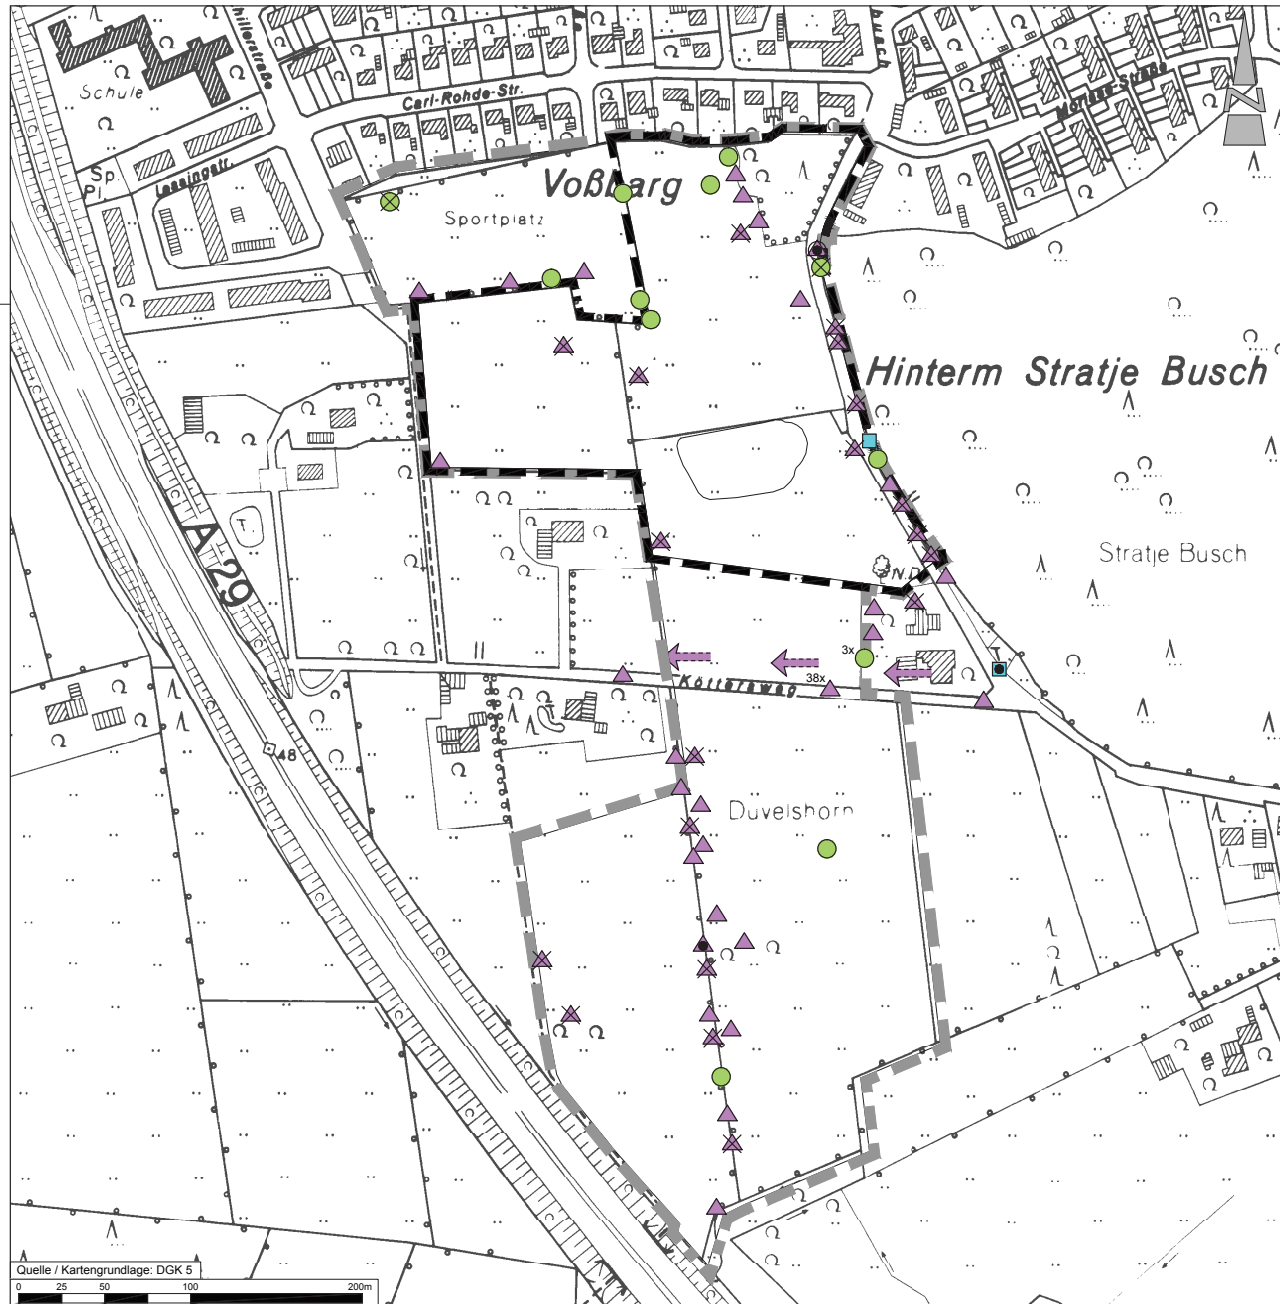 Schule
Carl-Rohde-Str.
Sp.
Pl.
Lessingstr.
Voßbarg
Sportplatz
N
Hinterm Stratje Busch
Stratje Busch
A 29
T.
N.D.
T.
3x
38x
Köttersweg
48
Duvelshorn
Quelle / Kartengrundlage: DGK 5
0 25 50 100 200m